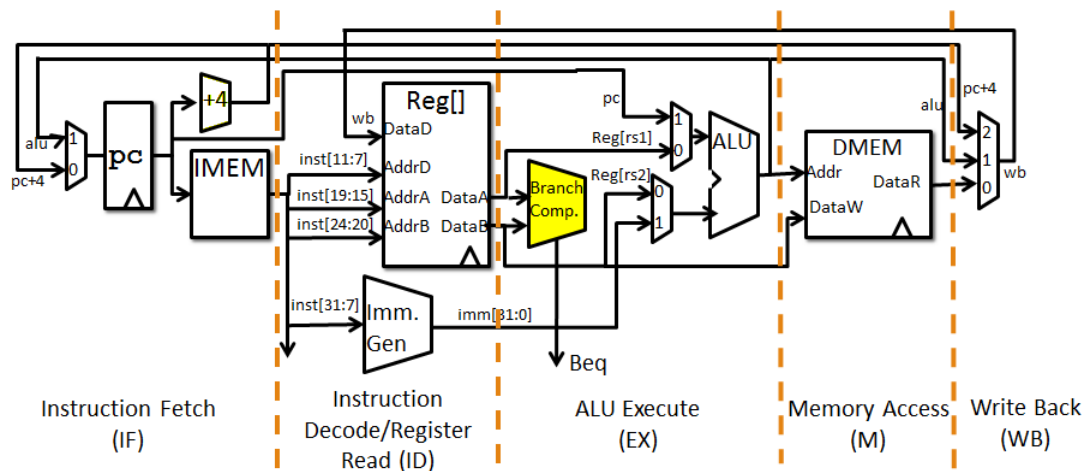 +4
Reg[]
pc
pc+4
wb
DataD
alu
1
0
pc+4
pc
IMEM
inst[11:7]
AddrD
inst[19:15]
AddrA
DataA
inst[24:20]
AddrB
DataB
Branch
Comp.
Reg[rs1]
1
0
Reg[rs2]
0
1
ALU
DMEM
Addr
DataR
DataW
alu
2
1
0
wb
inst[31:7]
Imm.
Gen
imm[31:0]
Beq
Instruction Fetch
(IF)
Instruction
Decode/Register
Read (ID)
ALU Execute
(EX)
Memory Access
(M)
Write Back
(WB)